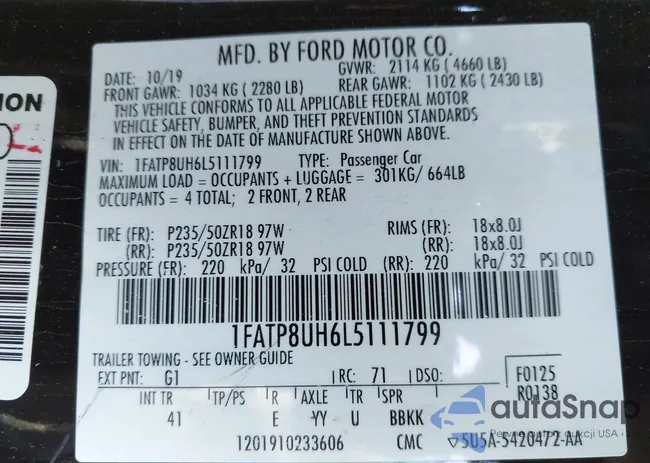 MFD. BY FORD MOTOR CO.
DATE: 10/19
GVWR: 2114 KG ( 4660 LB)
FRONT GAWR: 1034 KG ( 2280 LB)
REAR GAWR: 1102 KG ( 2430 LB)
THIS VEHICLE CONFORMS TO ALL APPLICABLE FEDERAL MOTOR
VEHICLE SAFETY, BUMPER, AND THEFT PREVENTION STANDARDS
IN EFFECT ON THE DATE OF MANUFACTURE SHOWN ABOVE.
VIN: 1FATP8UH6L5111799 TYPE: Passenger Car
MAXIMUM LOAD = OCCUPANTS + LUGGAGE = 301KG/ 664LB
OCCUPANTS = 4 TOTAL; 2 FRONT, 2 REAR
TIRE (FR): P235/50ZR18 97W RIMS (FR): 18x8.0J
(RR): P235/50ZR18 97W (RR): 18x8.0J
PRESSURE (FR): 220 kPa/ 32 PSI COLD (RR): 220 kPa/ 32 PSI COLD
1FATP8UH6L5111799
TRAILER TOWING - SEE OWNER GUIDE
EXT PNT: G1 RC: 71 DSO: F0125
R0138
INT TR TP/PS R AXLE TR SPR
41 E YY U BBKK
1201910233606 CMC 5U5A-5420472-AA
ION
autoSnap
aukcji USA i